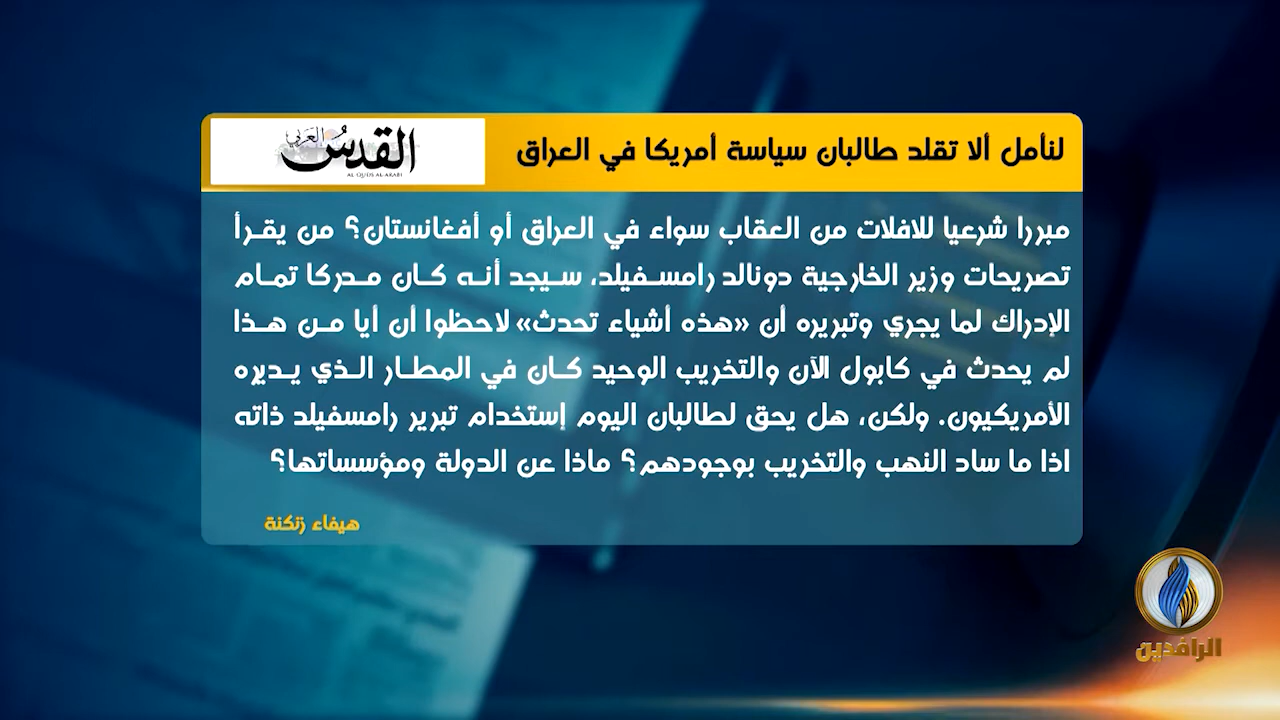 لنأمل ألا تقلد طالبان سياسة أمريكا في العراق
القدس العربي
AL QUDS AL-ARABI
مبررا شرعيا للافلات من العقاب سواء في العراق أو أفغانستان؟ من يقرأ
تصريحات وزير الخارجية دونالد رامسفيلد، سيجد أنه كان مدركا تمام
الإدراك لما يجري وتبريره أن «هذه أشياء تحدث» لاحظوا أن أيا من هذا
لم يحدث في كابول الآن والتخريب الوحيد كان في المطار الذي يديره
الأمريكيون. ولكن، هل يحق لطالبان اليوم إستخدام تبرير رامسفيلد ذاته
اذا ما ساد النهب والتخريب بوجودهم؟ ماذا عن الدولة ومؤسساتها؟
هيفاء زنكنة
الرافدين